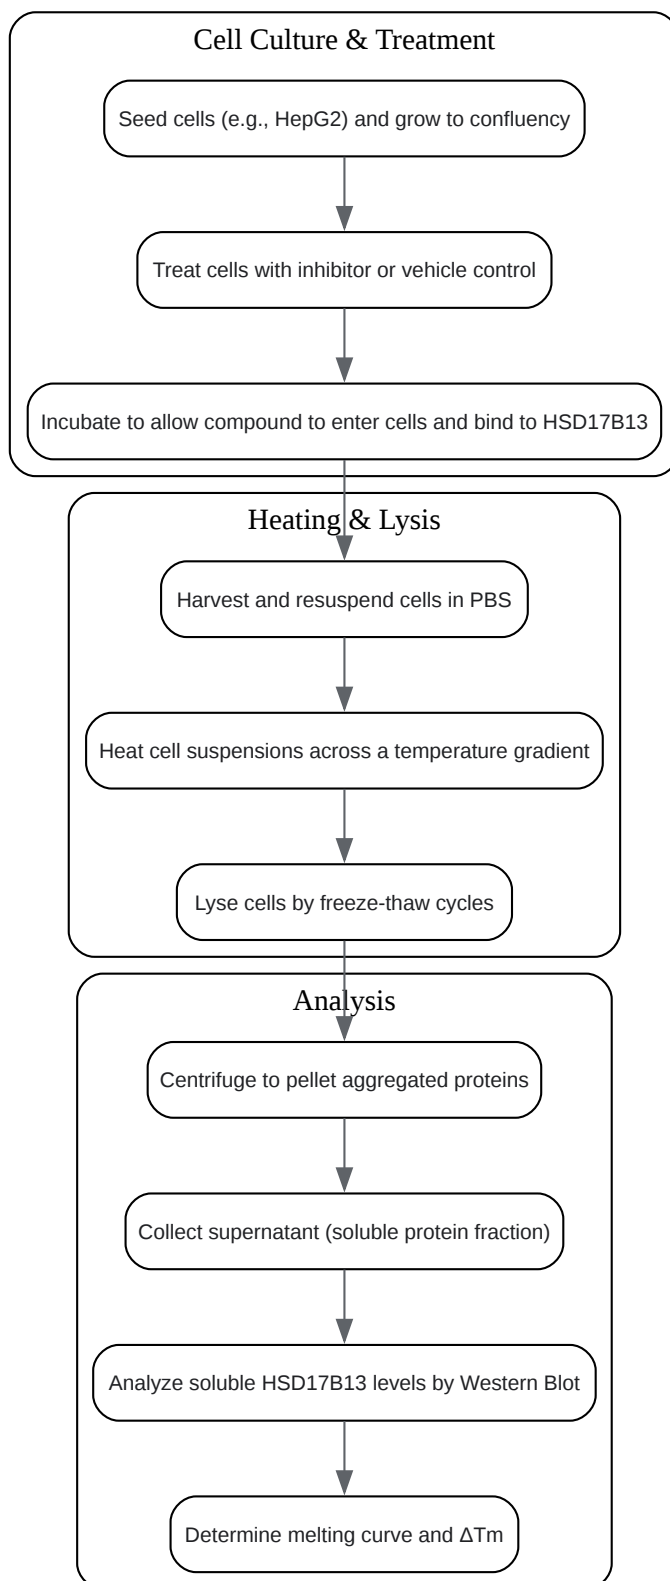 Cell Culture & Treatment
Seed cells (e.g., HepG2) and grow to confluency
Treat cells with inhibitor or vehicle control
Incubate to allow compound to enter cells and bind to HSD17B13
Heating & Lysis
Harvest and resuspend cells in PBS
Heat cell suspensions across a temperature gradient
Lyse cells by freeze-thaw cycles
Analysis
Centrifuge to pellet aggregated proteins
Collect supernatant (soluble protein fraction)
Analyze soluble HSD17B13 levels by Western Blot
Determine melting curve and ΔTm